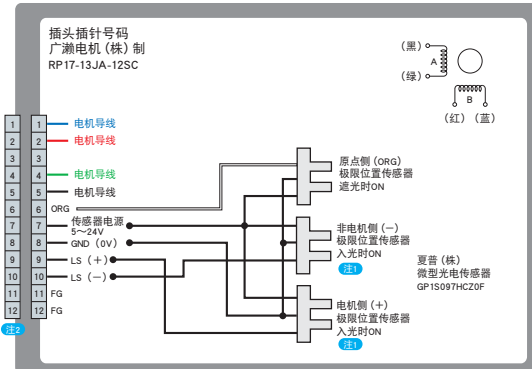 插头插针号码
广濑电机 (株) 制
RP17-13JA-12SC
(黑)
A
(绿)
B
(红) (蓝)
1 1 电机导线
2 2 电机导线
3 3
4 4 电机导线
5 5 电机导线
6 6 ORG
7 7 传感器电源
5～24V
8 8 GND (0V)
9 9 LS (＋)
10 10 LS (－)
11 11 FG
12 12 FG
注2
原点侧 (ORG)
极限位置传感器
遮光时ON
非电机侧 (－)
极限位置传感器
入光时ON
注1
电机侧 (＋)
极限位置传感器
入光时ON
注1
夏普 (株)
微型光电传感器
GP1S097HCZ0F